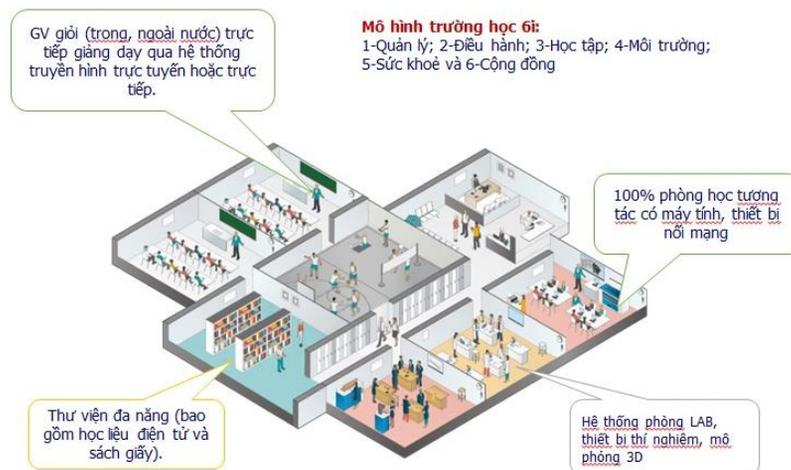 GV giỏi (trong, ngoài nước) trực
tiếp giảng dạy qua hệ thống
truyền hình trực tuyến hoặc trực
tiếp.
Mô hình trường học 6i:
1-Quản lý; 2-Điều hành; 3-Học tập; 4-Môi trường;
5-Sức khoẻ và 6-Cộng đồng
100% phòng học tương
tác có máy tính, thiết bị
nối mạng
Thư viện đa năng (bao
gồm học liệu điện tử và
sách giấy).
Hệ thống phòng LAB,
thiết bị thí nghiệm, mô
phỏng 3D